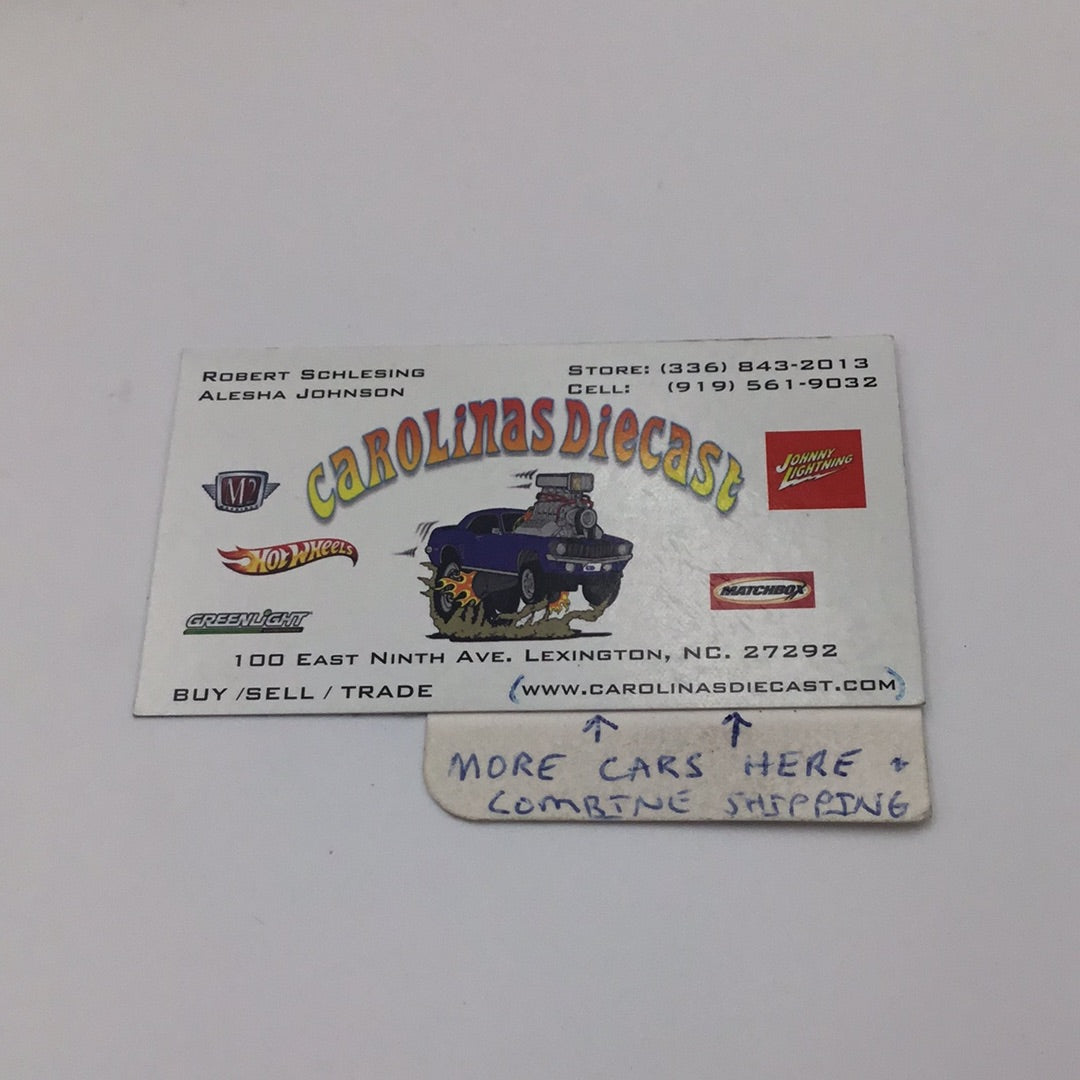 ROBERT SCHLESING
ALESHA JOHNSON
STORE: (336) 843-2013
CELL: (919) 561-9032
CAROLINAS DIECAST
M2
JOHNNY LIGHTNING
HOT WHEELS
MATCHBOX
GREENLIGHT
100 EAST NINTH AVE. LEXINGTON, NC. 27292
BUY /SELL / TRADE
(WWW.CAROLINASDIECAST.COM)
MORE CARS HERE +
COMBINE SHIPPING